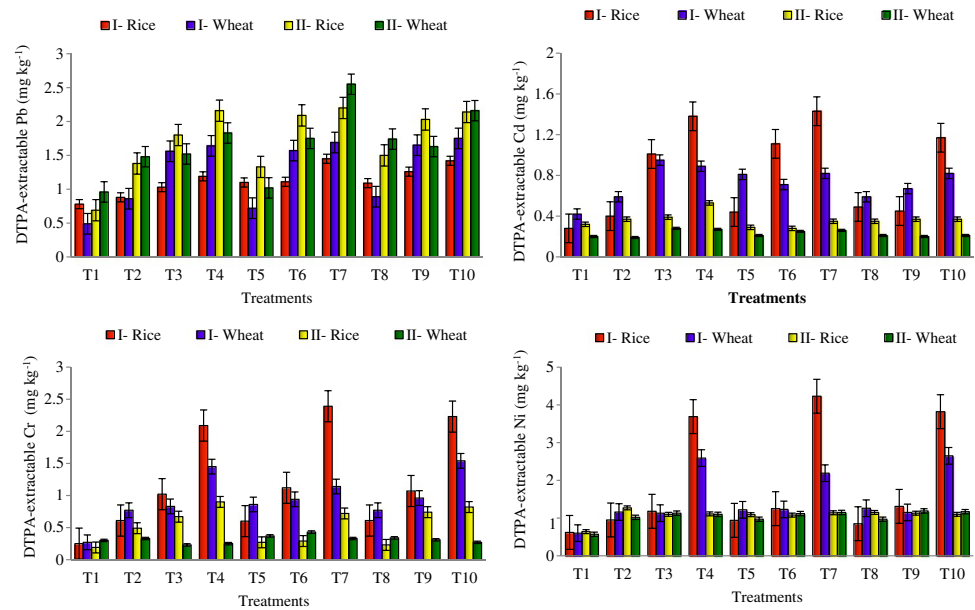 I- Rice I- Wheat II- Rice II- Wheat
DTPA-extractable Pb (mg kg⁻¹)
3
2.5
2
1.5
1
0.5
0
T1 T2 T3 T4 T5 T6 T7 T8 T9 T10
Treatments
I- Rice I- Wheat II- Rice II- Wheat
DTPA-extractable Cd (mg kg⁻¹)
2
1.6
1.2
0.8
0.4
0
T1 T2 T3 T4 T5 T6 T7 T8 T9 T10
Treatments
I- Rice I- Wheat II- Rice II- Wheat
DTPA-extractable Cr (mg kg⁻¹)
3
2.5
2
1.5
1
0.5
0
T1 T2 T3 T4 T5 T6 T7 T8 T9 T10
Treatments
I- Rice I- Wheat II- Rice II- Wheat
DTPA-extractable Ni (mg kg⁻¹)
5
4
3
2
1
0
T1 T2 T3 T4 T5 T6 T7 T8 T9 T10
Treatments